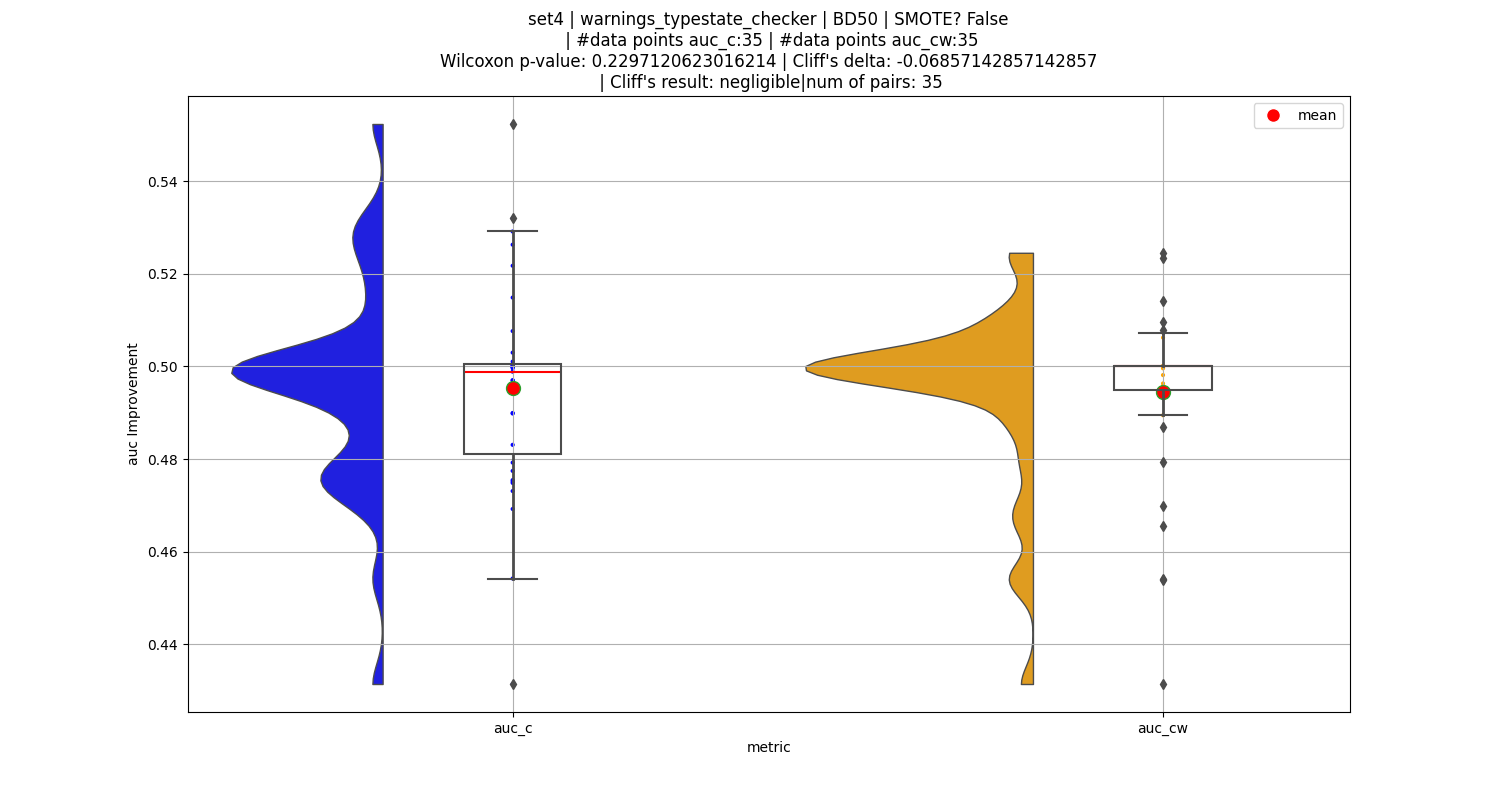 set4 | warnings_typestate_checker | BD50 | SMOTE? False
| #data points auc_c:35 | #data points auc_cw:35
Wilcoxon p-value: 0.2297120623016214 | Cliff's delta: -0.06857142857142857
| Cliff's result: negligible|num of pairs: 35
mean
0.54
0.52
0.50
0.48
0.46
0.44
auc Improvement
auc_c
auc_cw
metric